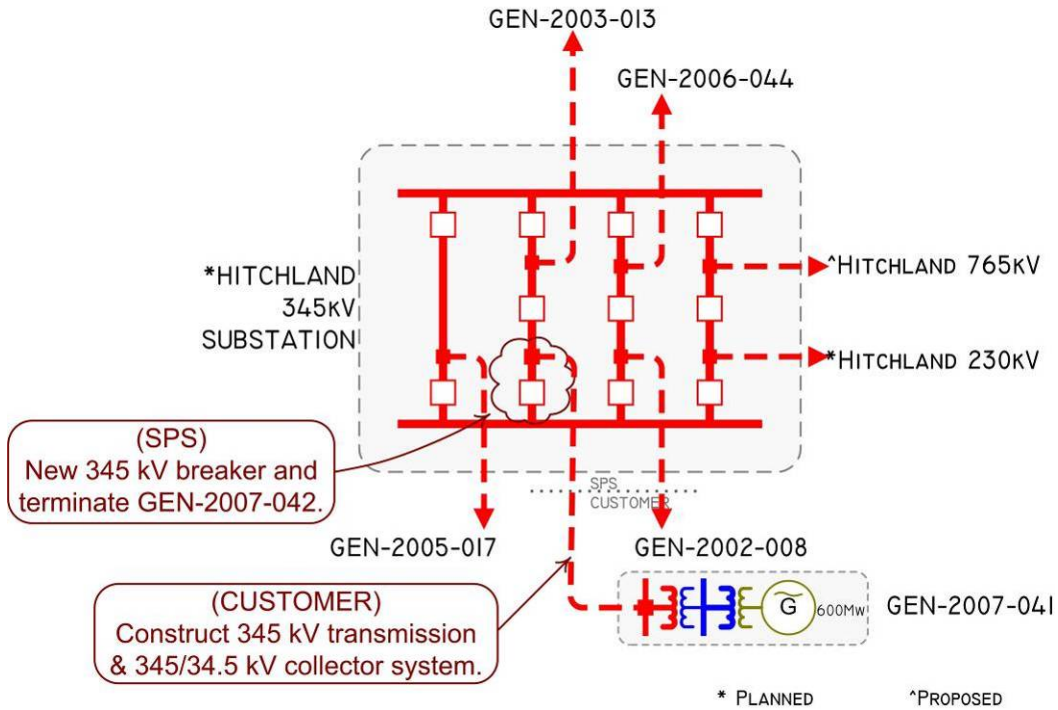 GEN-2003-013
GEN-2006-044
*HITCHLAND
345KV
SUBSTATION
^HITCHLAND 765KV
*HITCHLAND 230KV
(SPS)
New 345 kV breaker and
terminate GEN-2007-042.
SPS
CUSTOMER
GEN-2005-017
GEN-2002-008
(CUSTOMER)
Construct 345 kV transmission
& 345/34.5 kV collector system.
G
600Mw
GEN-2007-041
* PLANNED
^PROPOSED